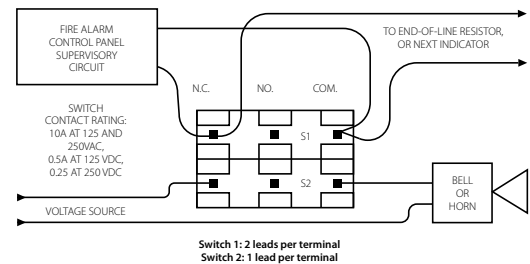 FIRE ALARM
CONTROL PANEL
SUPERVISORY
CIRCUIT
TO END-OF-LINE RESISTOR,
OR NEXT INDICATOR
N.C.
NO.
COM.
SWITCH
CONTACT RATING:
10A AT 125 AND
250VAC,
0.5A AT 125 VDC,
0.25 AT 250 VDC
S1
S2
BELL
OR
HORN
VOLTAGE SOURCE
Switch 1: 2 leads per terminal
Switch 2: 1 lead per terminal